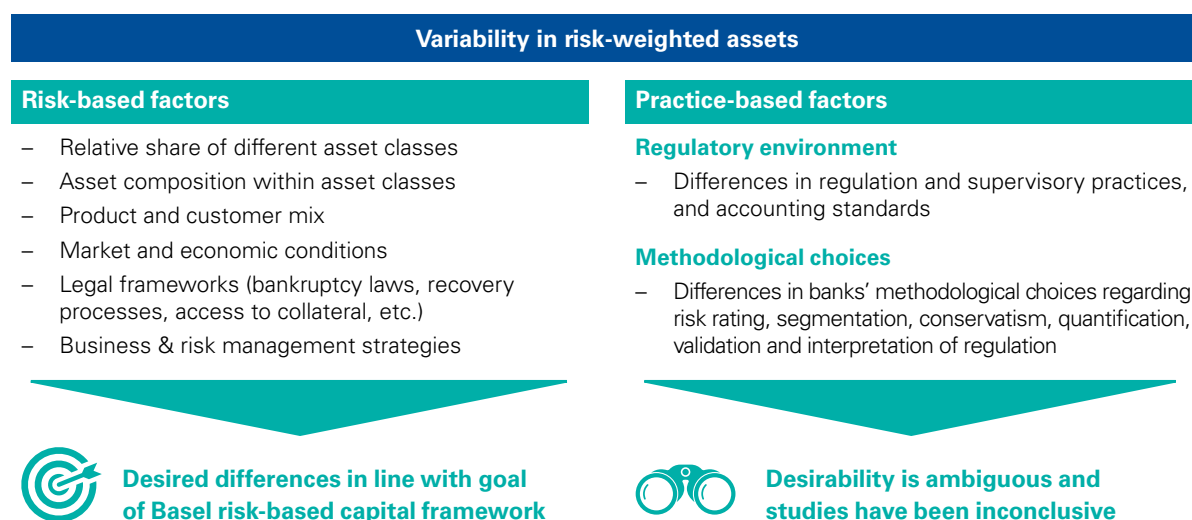 Variability in risk-weighted assets
Risk-based factors
– Relative share of different asset classes
– Asset composition within asset classes
– Product and customer mix
– Market and economic conditions
– Legal frameworks (bankruptcy laws, recovery
processes, access to collateral, etc.)
– Business & risk management strategies
Desired differences in line with goal
of Basel risk-based capital framework
Practice-based factors
Regulatory environment
– Differences in regulation and supervisory practices,
and accounting standards
Methodological choices
– Differences in banks’ methodological choices regarding
risk rating, segmentation, conservatism, quantification,
validation and interpretation of regulation
Desirability is ambiguous and
studies have been inconclusive